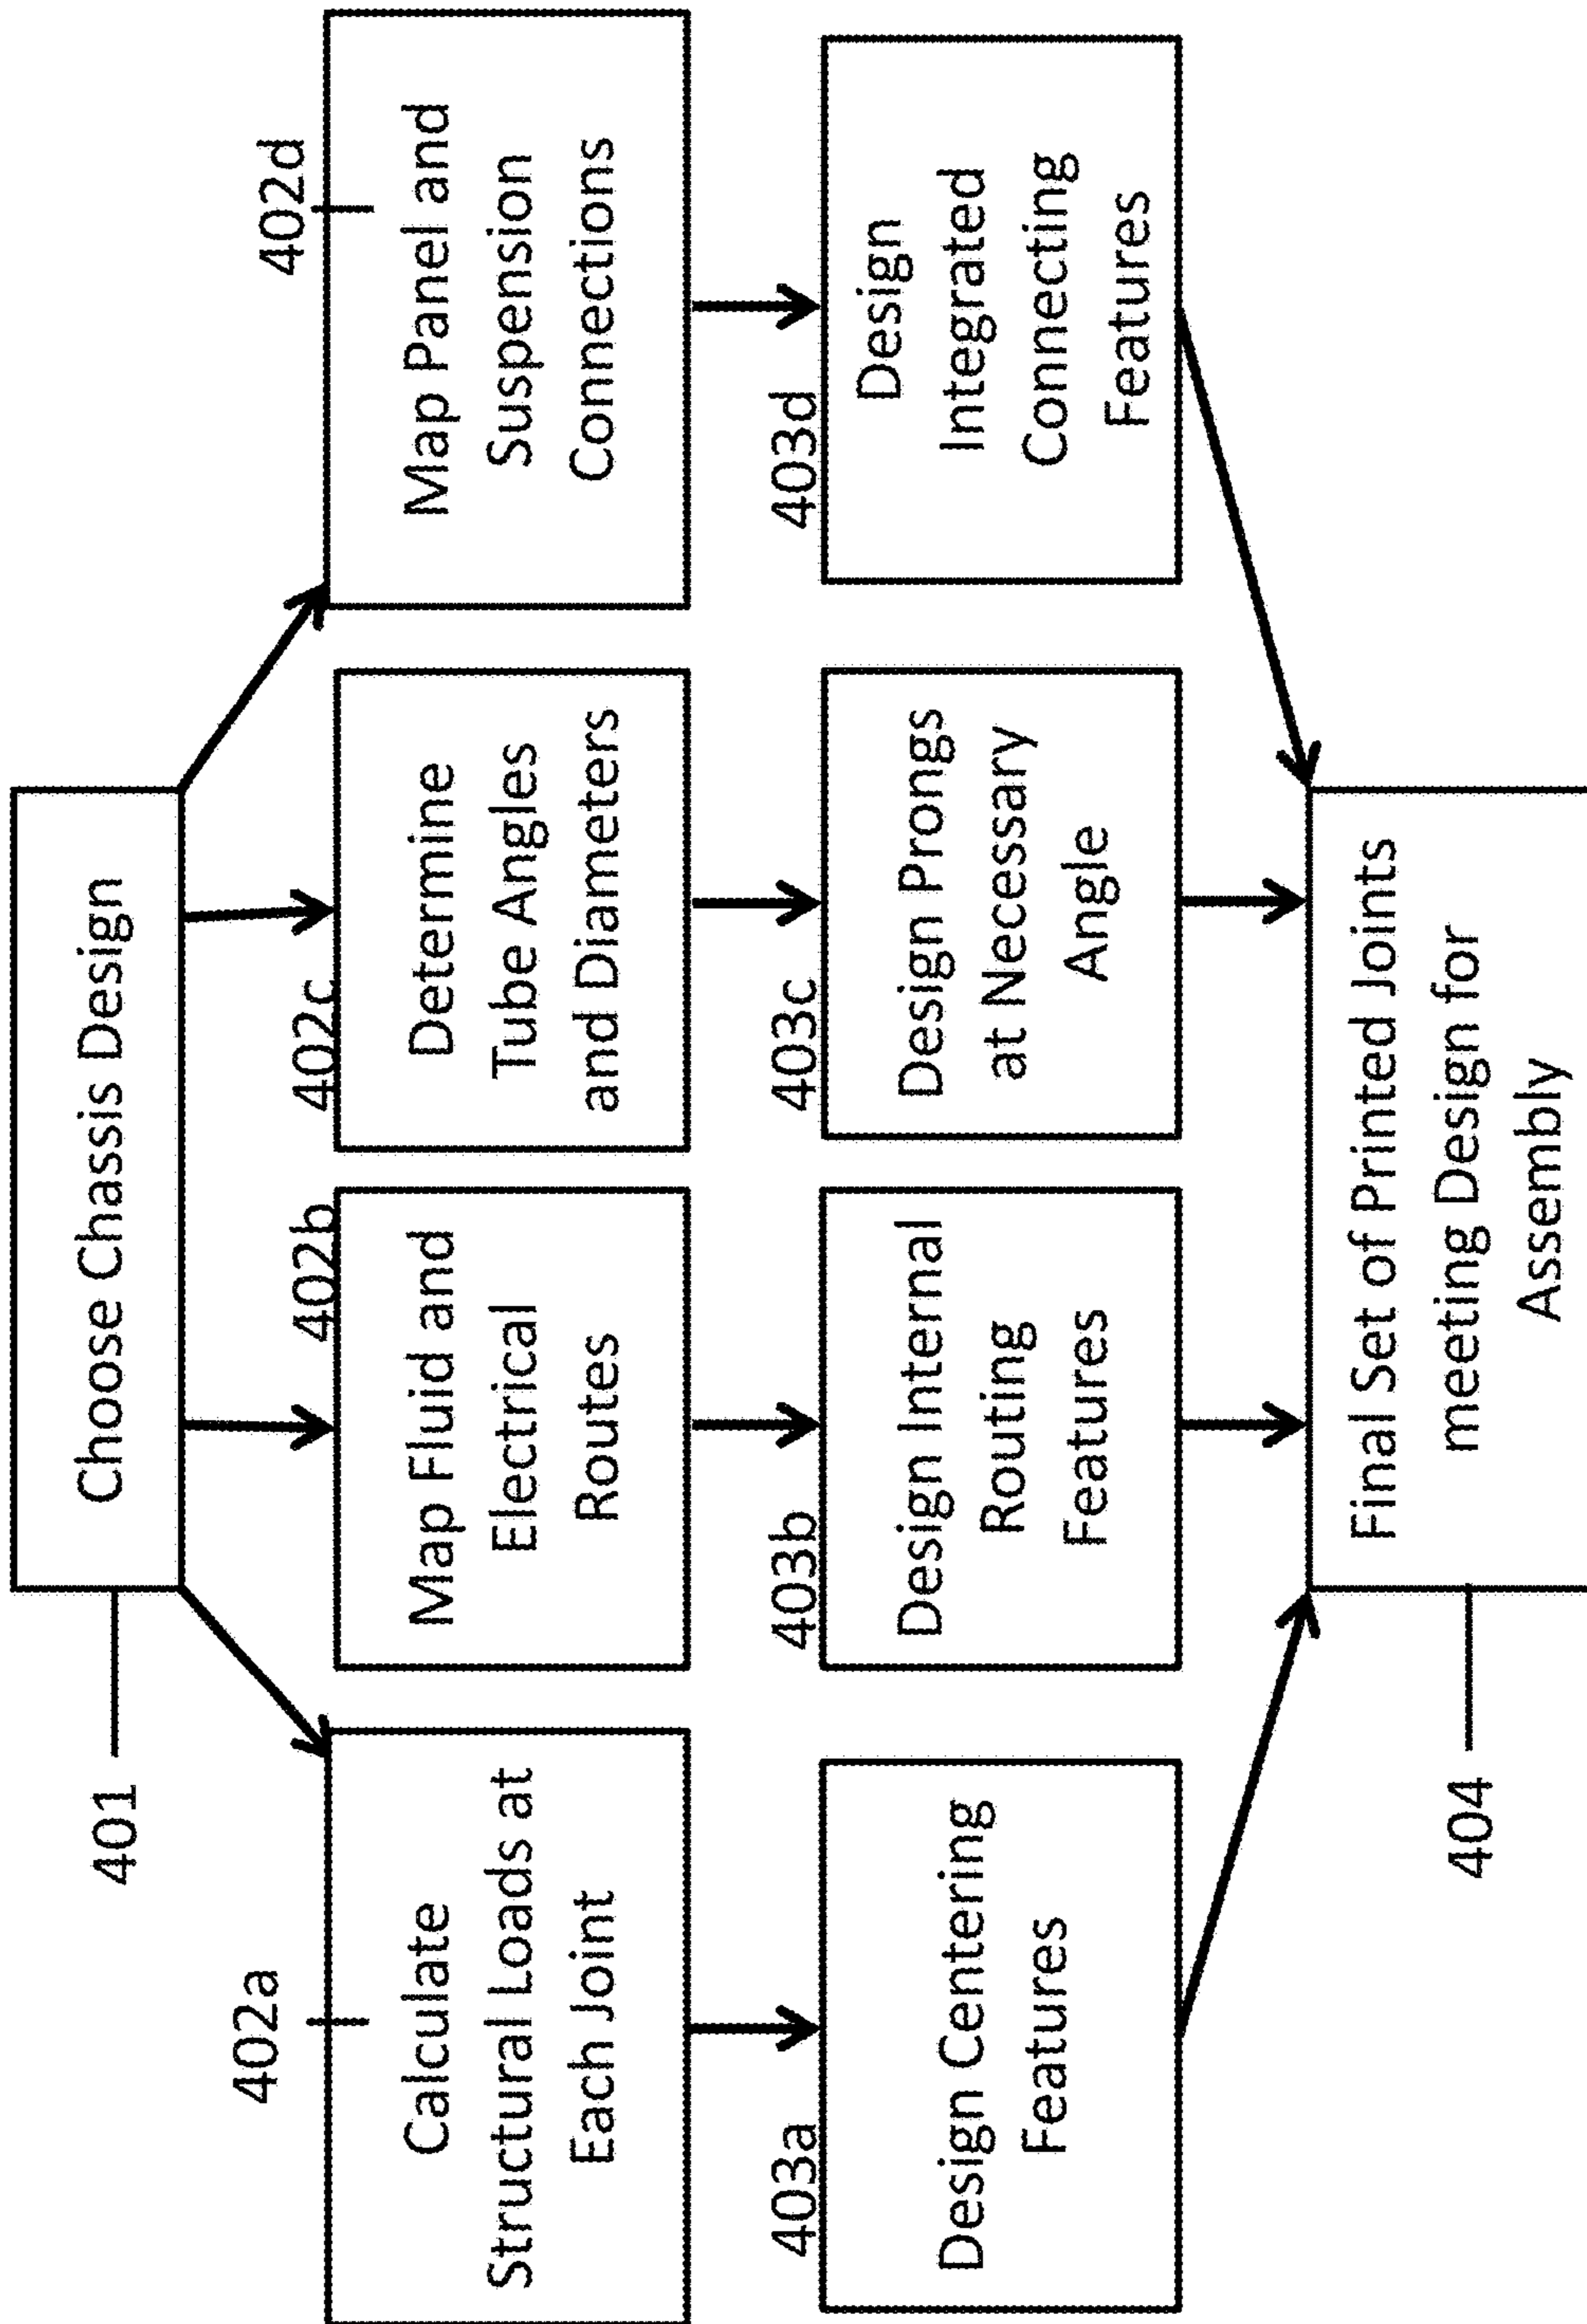 Choose Chassis Design
401
402a
Calculate
Structural Loads at
Each Joint
402b
Map Fluid and
Electrical
Routes
402c
Determine
Tube Angles
and Diameters
402d
Map Panel and
Suspension
Connections
403a
Design Centering
Features
403b
Design Internal
Routing
Features
403c
Design Prongs
at Necessary
Angle
403d
Design
Integrated
Connecting
Features
404
Final Set of Printed Joints
meeting Design for
Assembly